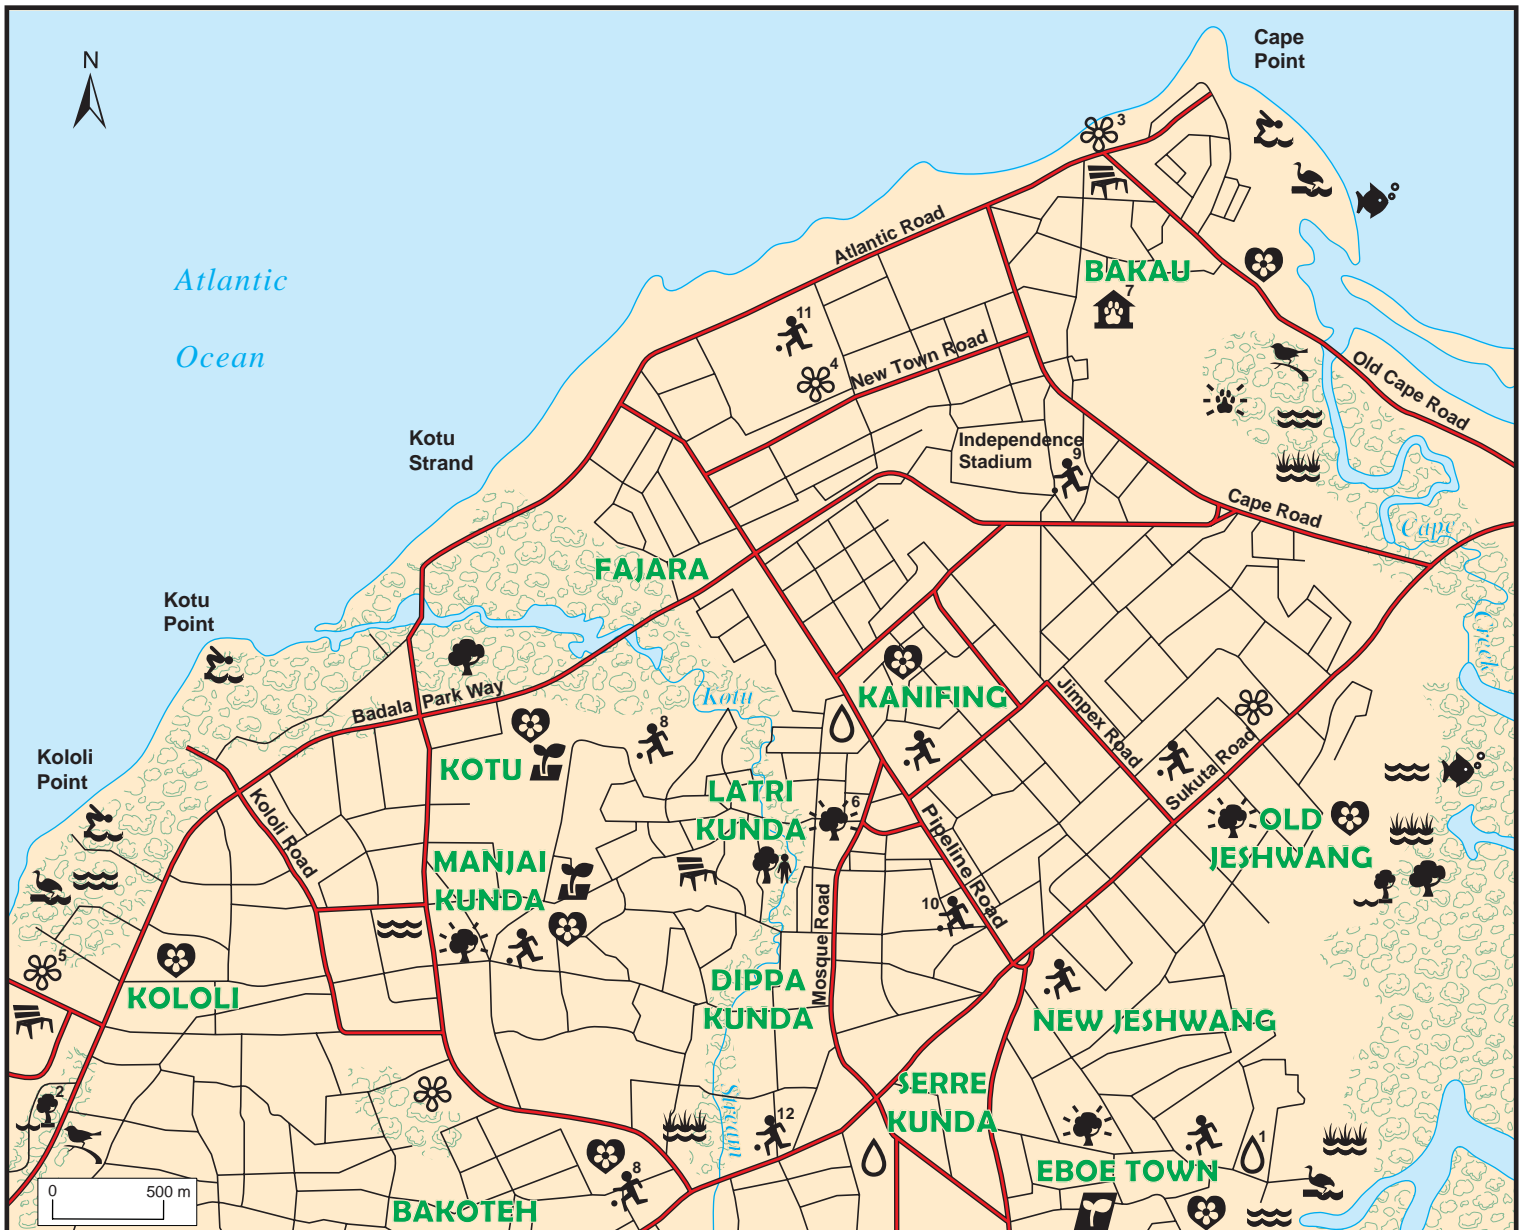 N
Cape
Point
3
Atlantic Road
BAKAU
7
Atlantic
Ocean
11
4
New Town Road
Old Cape Road
Kotu
Strand
Independence
Stadium
9
Cape Road
Cape
Creek
FAJARA
Kotu
Point
Badala Park Way
Kotu
KANIFING
Jimpex Road
Sukuta Road
Kololi
Point
KOTU
8
Kololi Road
LATRI
KUNDA
6
Pipeline Road
OLD
JESHWANG
MANJAI
KUNDA
10
Mosque Road
5
KOLOLI
DIPPA
KUNDA
NEW JESHWANG
2
SERRE
KUNDA
12
1
EBOE TOWN
8
BAKOTEH
0 500 m